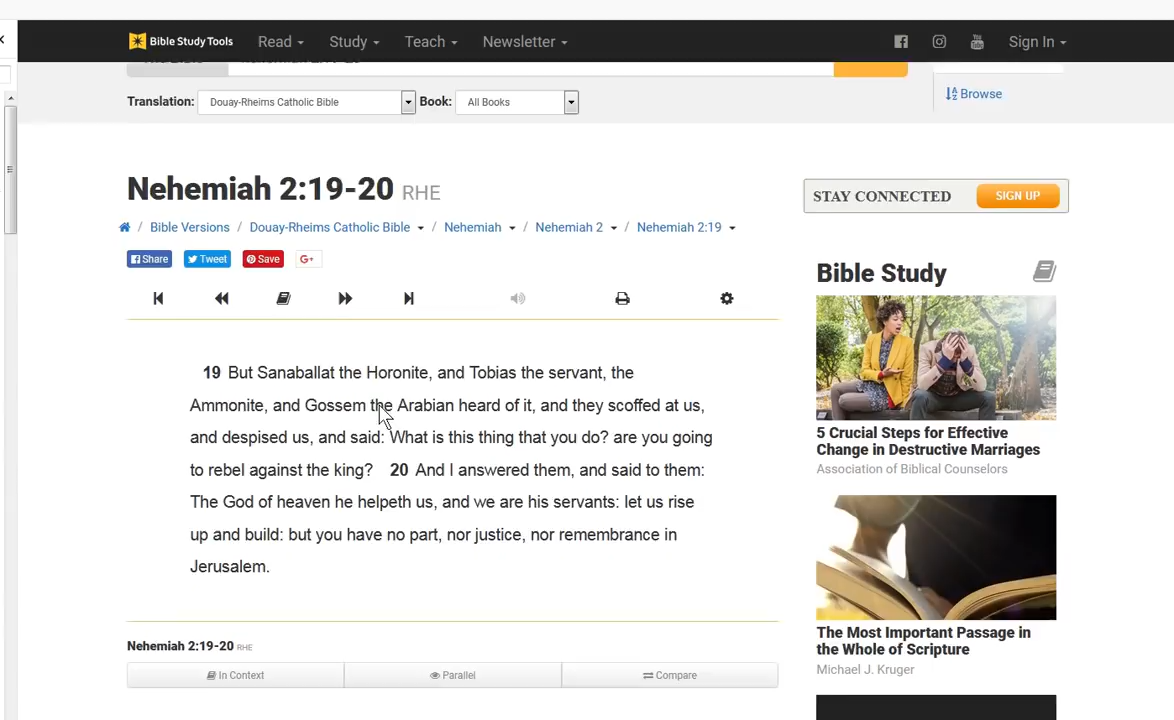 Bible Study Tools Read Study Teach Newsletter Sign In
Translation: Douay-Rheims Catholic Bible Book: All Books
Browse
Nehemiah 2:19-20 RHE
STAY CONNECTED SIGN UP
/ Bible Versions / Douay-Rheims Catholic Bible / Nehemiah / Nehemiah 2 / Nehemiah 2:19
Share Tweet Save G+
Bible Study
19 But Sanaballat the Horonite, and Tobias the servant, the
Ammonite, and Gossem the Arabian heard of it, and they scoffed at us,
and despised us, and said: What is this thing that you do? are you going
to rebel against the king? 20 And I answered them, and said to them:
The God of heaven he helpeth us, and we are his servants: let us rise
up and build: but you have no part, nor justice, nor remembrance in
Jerusalem.
5 Crucial Steps for Effective
Change in Destructive Marriages
Association of Biblical Counselors
The Most Important Passage in
the Whole of Scripture
Michael J. Kruger
Nehemiah 2:19-20 RHE
In Context Parallel Compare